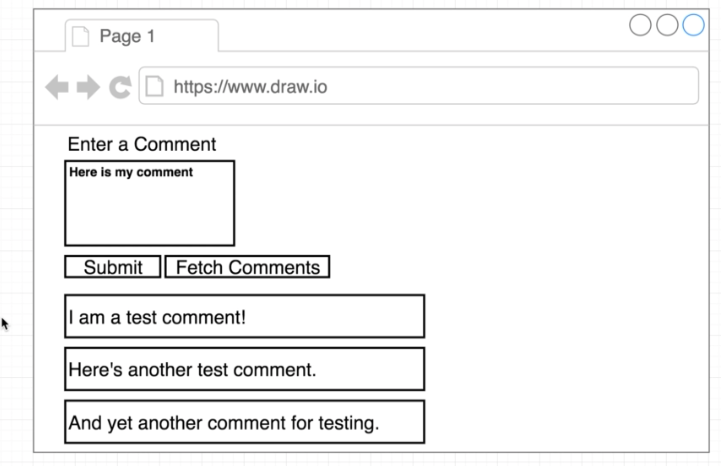 Page 1
https://www.draw.io
Enter a Comment
Here is my comment
Submit Fetch Comments
I am a test comment!
Here's another test comment.
And yet another comment for testing.